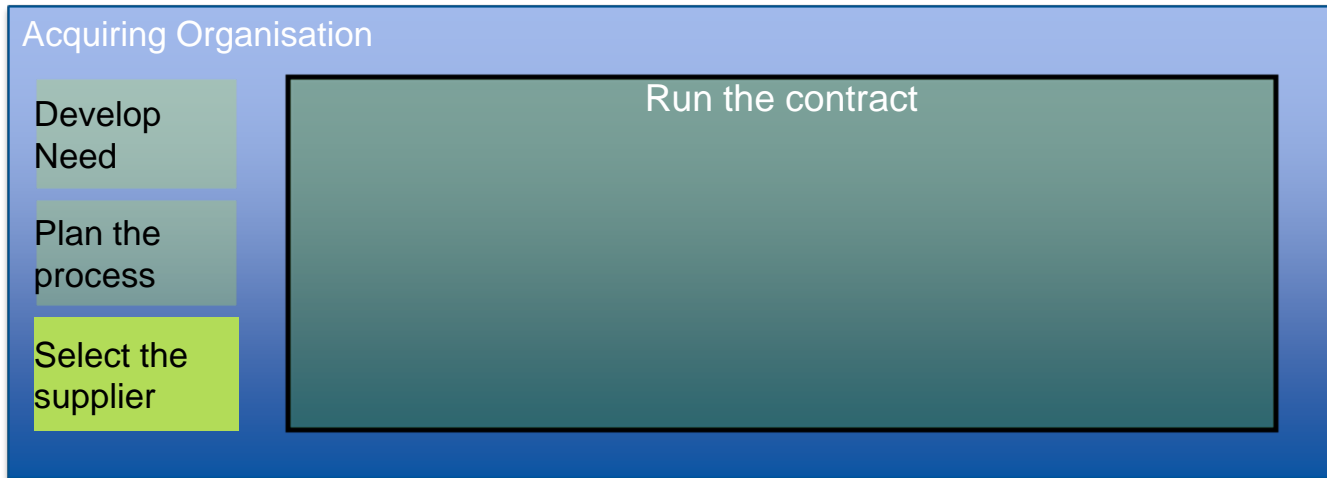 Acquiring Organisation
Develop
Need
Run the contract
Plan the
process
Select the
supplier